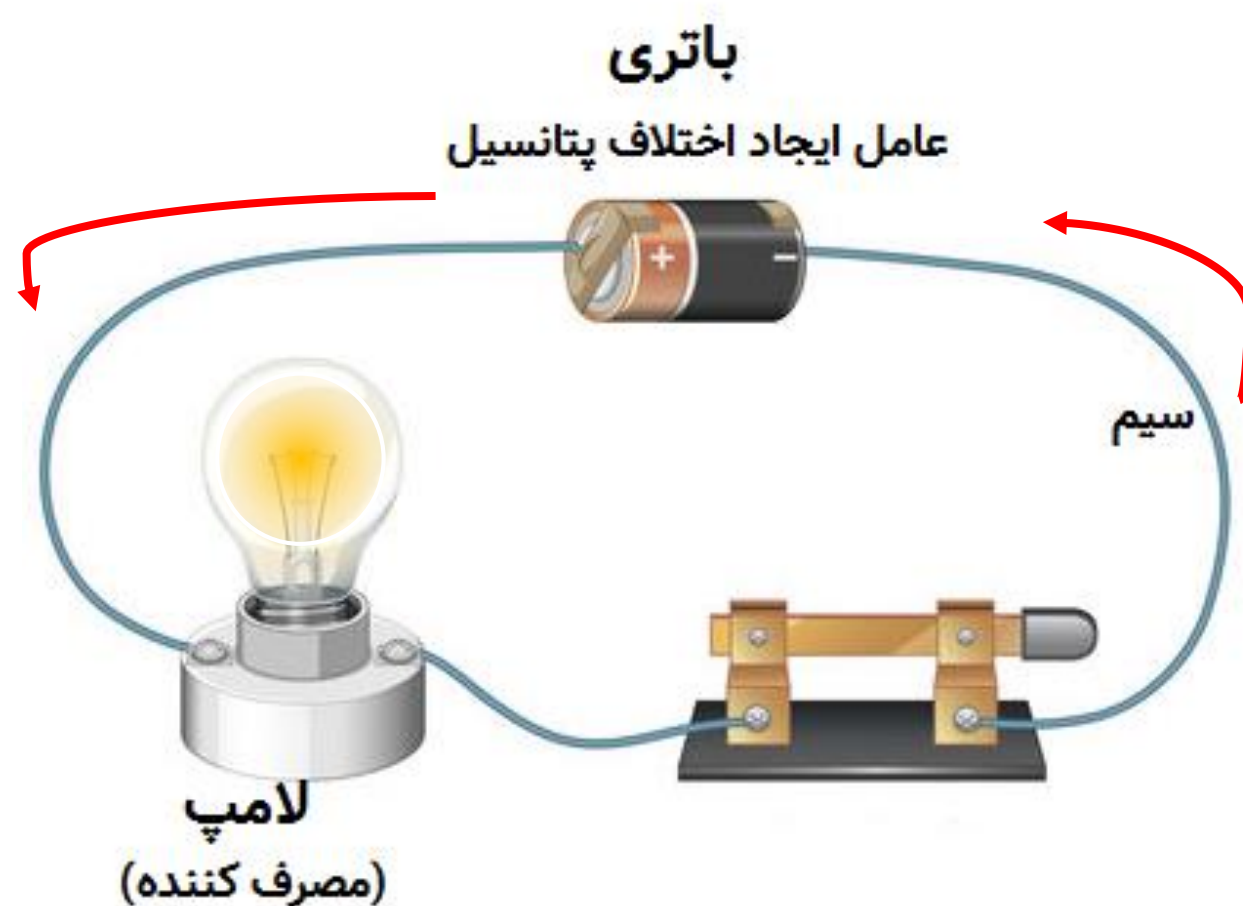 باتری
عامل ایجاد اختلاف پتانسیل
+ −
سیم
لامپ
(مصرف کننده)